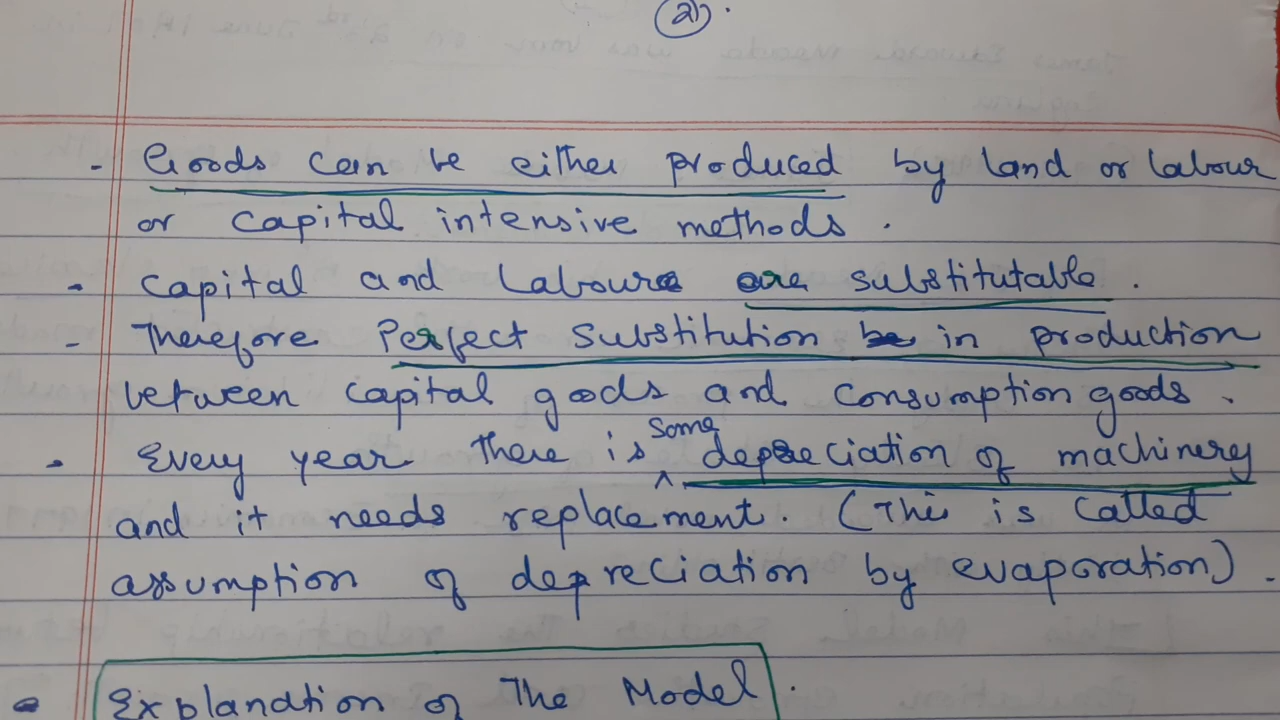 (2).
- Goods can be either produced by land or labour
or capital intensive methods.
- Capital and Labour are substitutable.
- Therefore Perfect Substitution in production
between capital goods and consumption goods.
- Every year there is some depreciation of machinery
and it needs replacement. (This is called
assumption of depreciation by evaporation).
- Explanation of The Model.